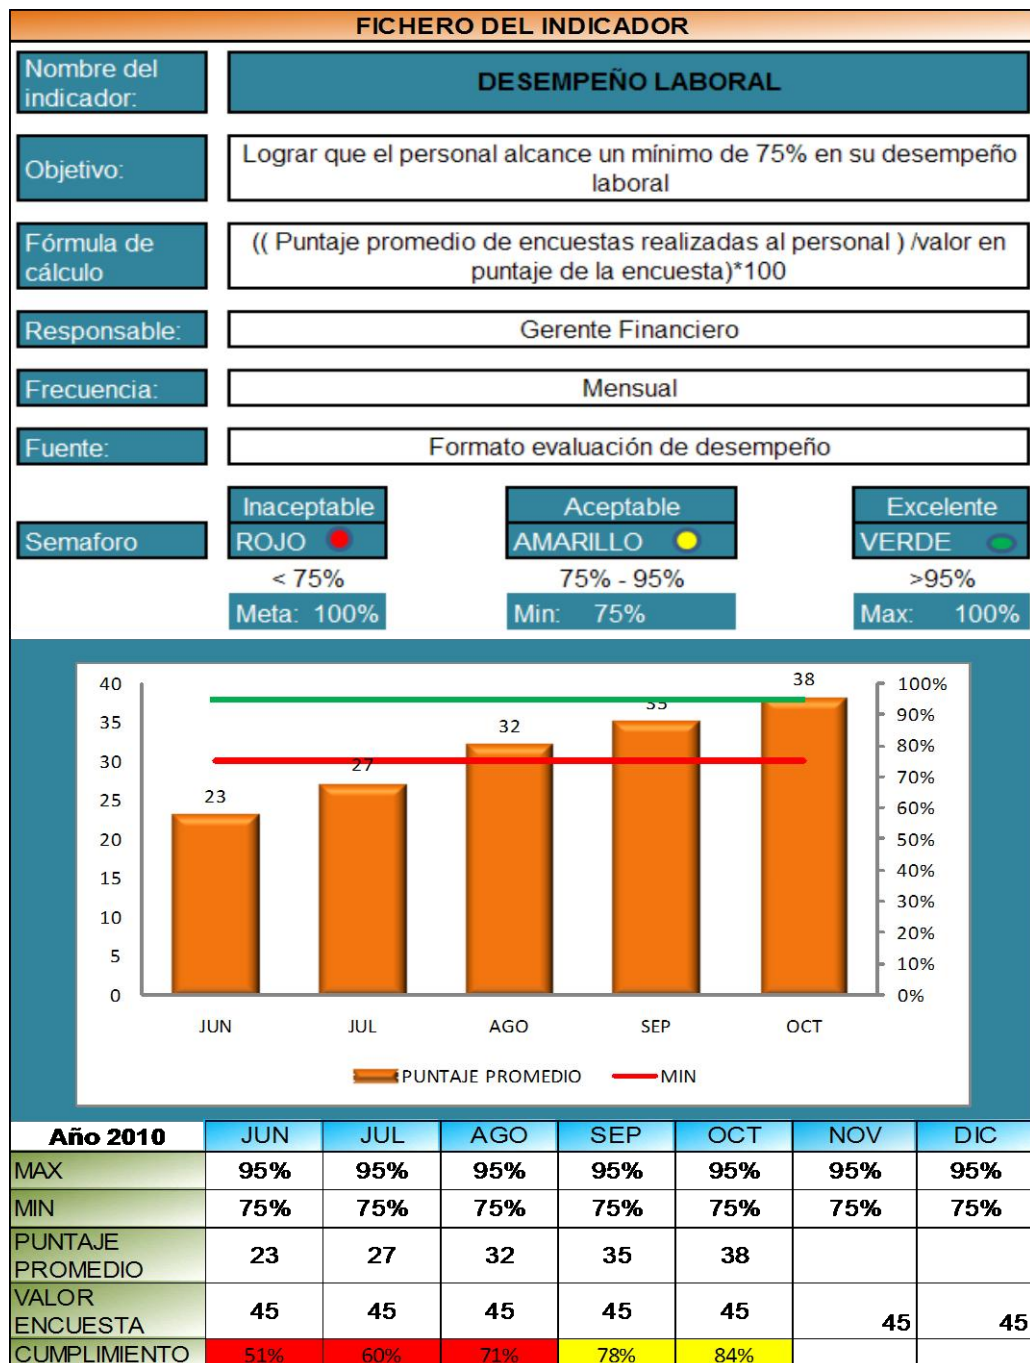 FICHERO DEL INDICADOR
Nombre del indicador:
DESEMPEÑO LABORAL
Objetivo:
Lograr que el personal alcance un mínimo de 75% en su desempeño
laboral
Fórmula de cálculo
(( Puntaje promedio de encuestas realizadas al personal ) /valor en
puntaje de la encuesta)*100
Responsable:
Gerente Financiero
Frecuencia:
Mensual
Fuente:
Formato evaluación de desempeño
Semaforo
Inaceptable Aceptable Excelente
ROJO AMARILLO VERDE
< 75% 75% - 95% >95%
Meta: 100% Min: 75% Max: 100%
40
35
30
25
20
15
10
5
0
23
27
32
35
38
100%
90%
80%
70%
60%
50%
40%
30%
20%
10%
0%
JUN JUL AGO SEP OCT
PUNTAJE PROMEDIO MIN
Año 2010 JUN JUL AGO SEP OCT NOV DIC
MAX 95% 95% 95% 95% 95% 95% 95%
MIN 75% 75% 75% 75% 75% 75% 75%
PUNTAJE PROMEDIO 23 27 32 35 38
VALOR ENCUESTA 45 45 45 45 45 45 45
CUMPLIMIENTO 51% 60% 71% 78% 84%